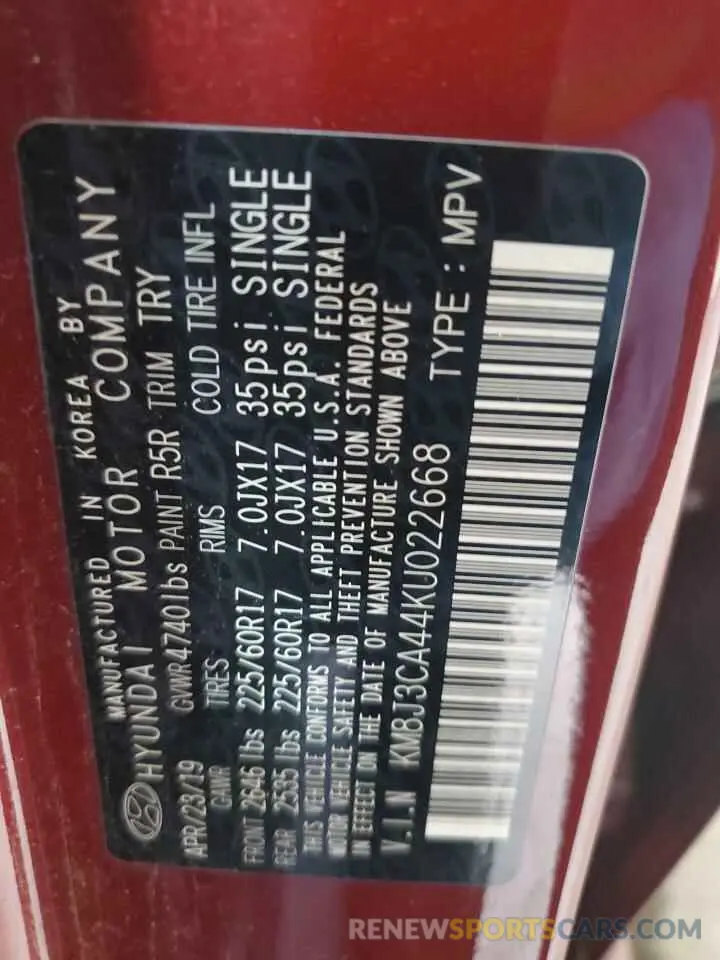 MANUFACTURED IN KOREA BY
HYUNDAI MOTOR COMPANY
APR/23/19 GVWR4740lbs PAINT R5R TRIM TRY
GAWR TIRES RIMS COLD TIRE INFL
FRONT 2646 lbs 225/60R17 7.0JX17 35psi SINGLE
REAR 2535 lbs 225/60R17 7.0JX17 35psi SINGLE
THIS VEHICLE CONFORMS TO ALL APPLICABLE U.S.A. FEDERAL
MOTOR VEHICLE SAFETY AND THEFT PREVENTION STANDARDS
IN EFFECT ON THE DATE OF MANUFACTURE SHOWN ABOVE
V.I.N KM8J3CA44KU022668 TYPE : MPV
RENEWSPORTSCARS.COM